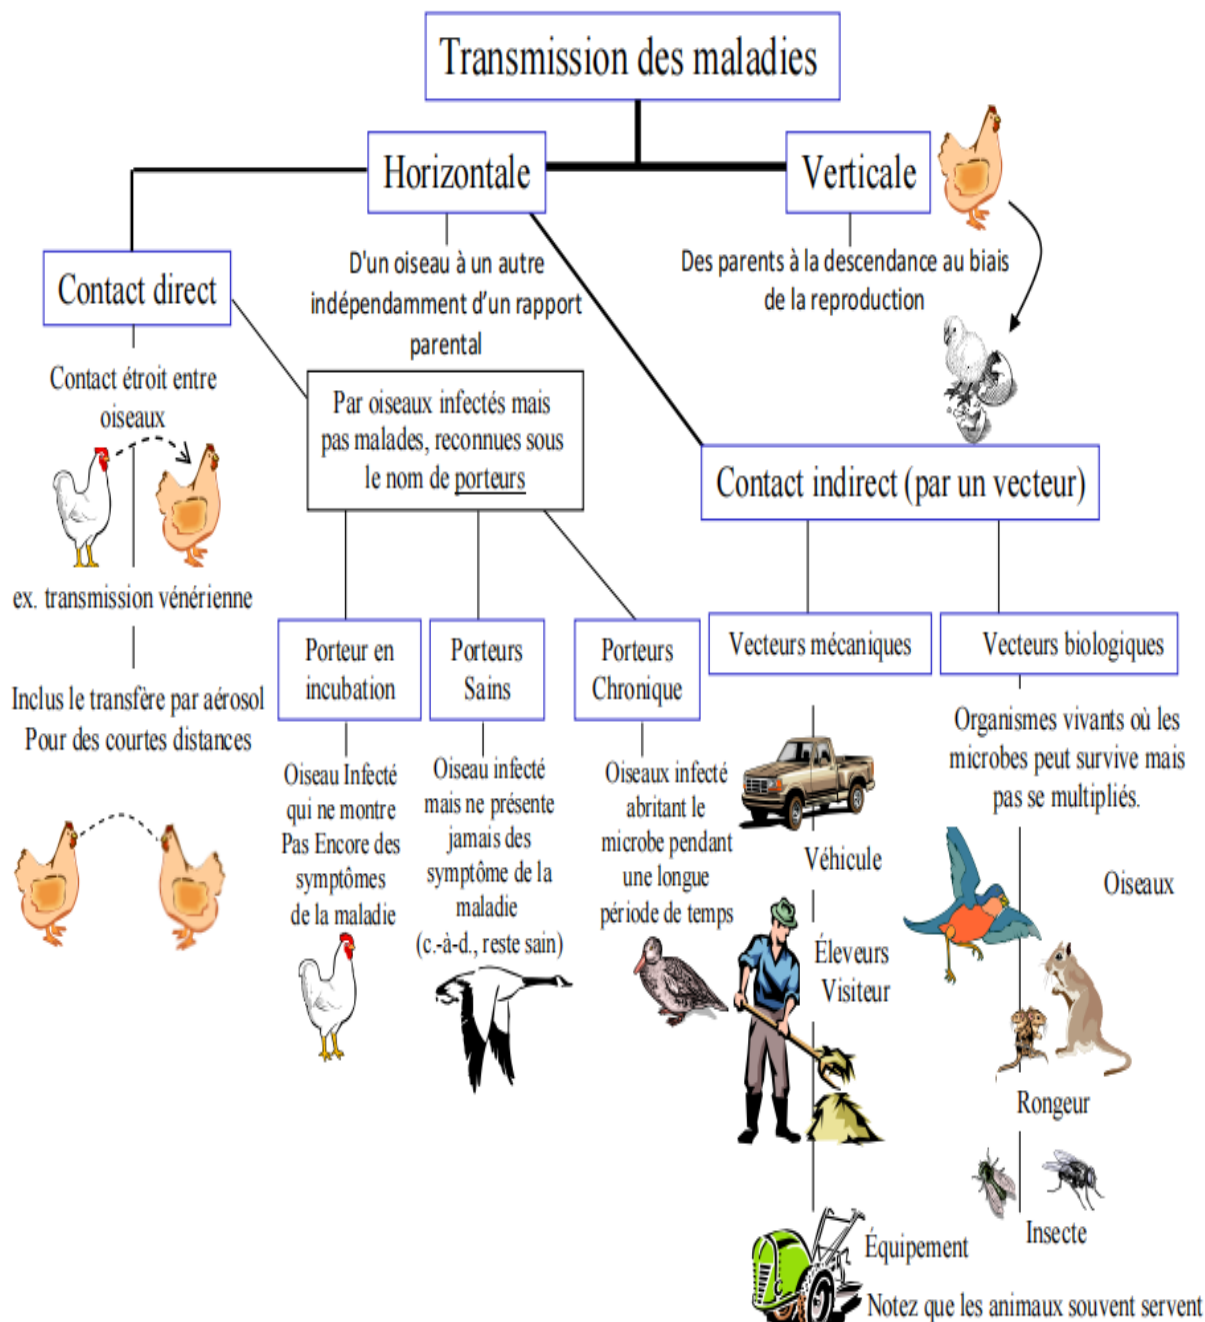 Transmission des maladies
Horizontale
Verticale
D'un oiseau à un autre
indépendamment d'un rapport
parental
Des parents à la descendance au biais
de la reproduction
Contact direct
Contact étroit entre
oiseaux
ex. transmission vénérienne
Inclus le transfère par aérosol
Pour des courtes distances
Par oiseaux infectés mais
pas malades, reconnues sous
le nom de porteurs
Porteur en
incubation
Oiseau Infecté
qui ne montre
Pas Encore des
symptômes
de la maladie
Porteurs
Sains
Oiseau infecté
mais ne présente
jamais des
symptôme de la
maladie
(c.-à-d., reste sain)
Porteurs
Chronique
Oiseaux infecté
abritant le
microbe pendant
une longue
période de temps
Contact indirect (par un vecteur)
Vecteurs mécaniques
Véhicule
Éleveurs
Visiteur
Équipement
Vecteurs biologiques
Organismes vivants où les
microbes peut survive mais
pas se multipliés.
Oiseaux
Rongeur
Insecte
Notez que les animaux souvent servent